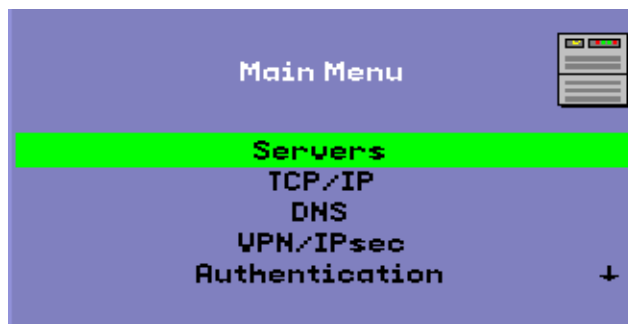 Main Menu
Servers
TCP/IP
DNS
VPN/IPsec
Authentication